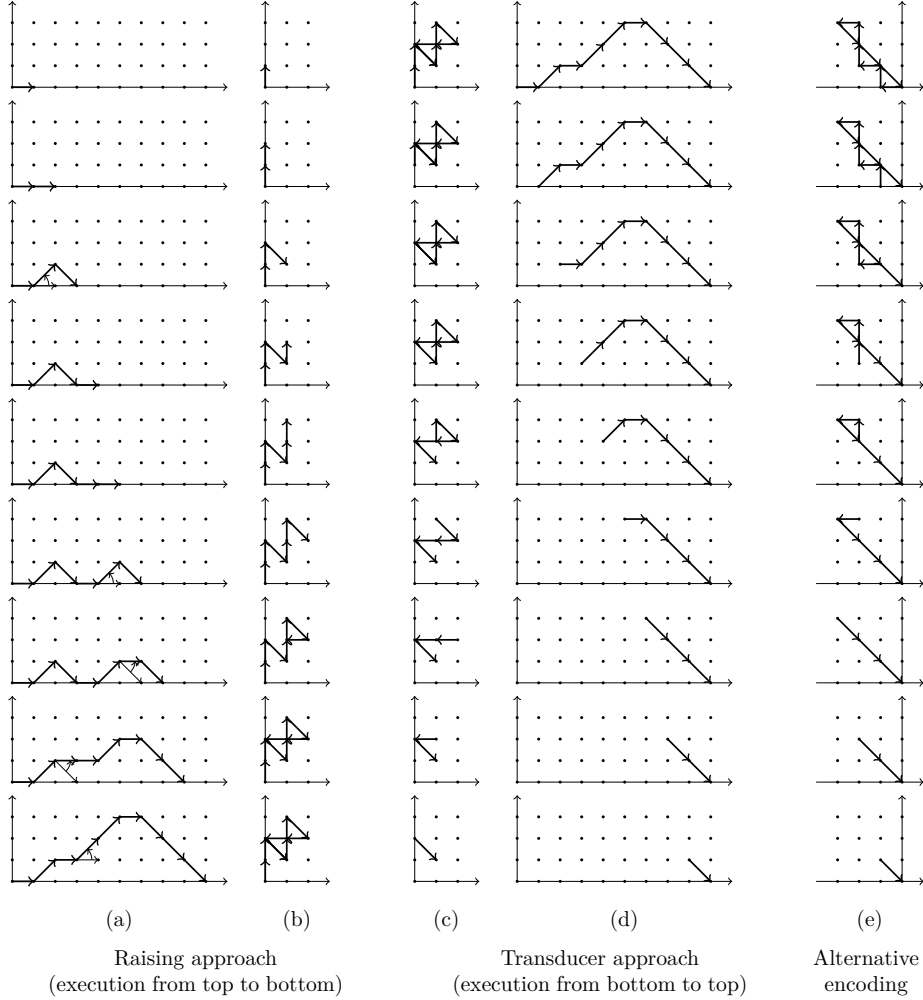 (a) (b) (c) (d) (e)
Raising approach Transducer approach Alternative
(execution from top to bottom) (execution from bottom to top) encoding